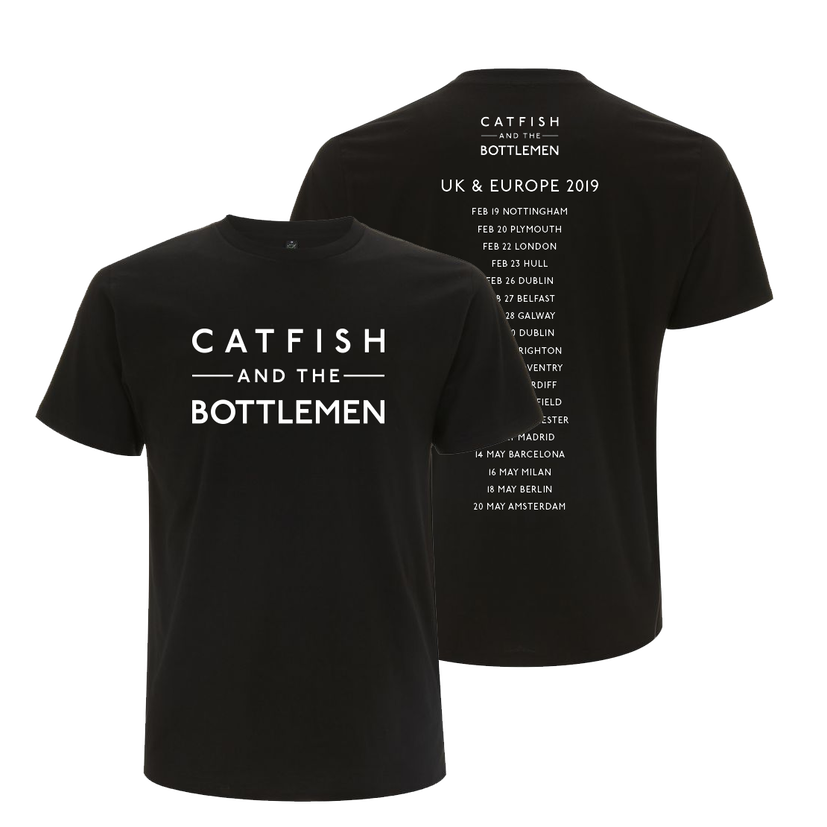 CATFISH
AND THE
BOTTLEMEN
UK & EUROPE 2019
FEB 19 NOTTINGHAM
FEB 20 PLYMOUTH
FEB 22 LONDON
FEB 23 HULL
FEB 26 DUBLIN
27 BELFAST
28 GALWAY
DUBLIN
MADRID
14 MAY BARCELONA
16 MAY MILAN
18 MAY BERLIN
20 MAY AMSTERDAM
CATFISH
AND THE
BOTTLEMEN